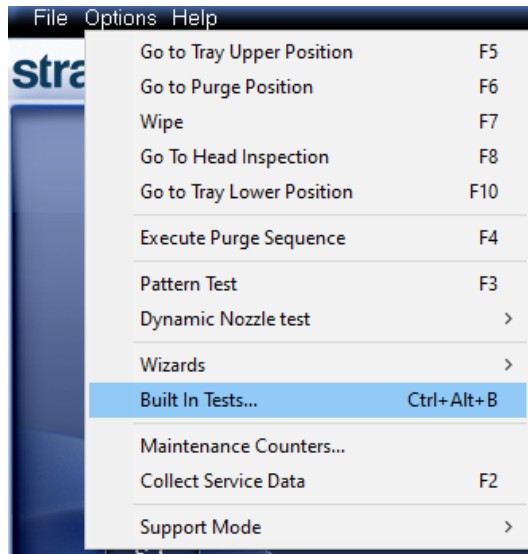 File Options Help
stra
Go to Tray Upper Position F5
Go to Purge Position F6
Wipe F7
Go To Head Inspection F8
Go to Tray Lower Position F10
Execute Purge Sequence F4
Pattern Test F3
Dynamic Nozzle test >
Wizards >
Built In Tests... Ctrl+Alt+B
Maintenance Counters...
Collect Service Data F2
Support Mode >